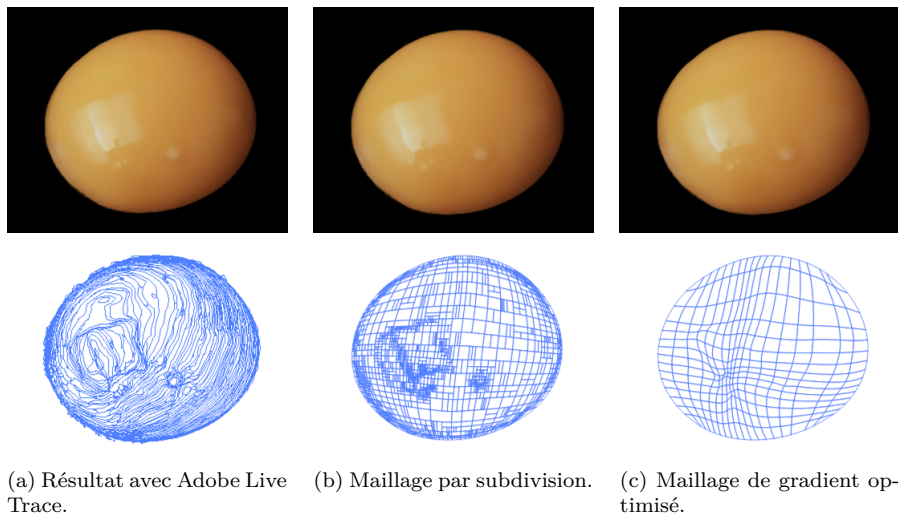 (a) Résultat avec Adobe Live
Trace.
(b) Maillage par subdivision.
(c) Maillage de gradient op-
timisé.